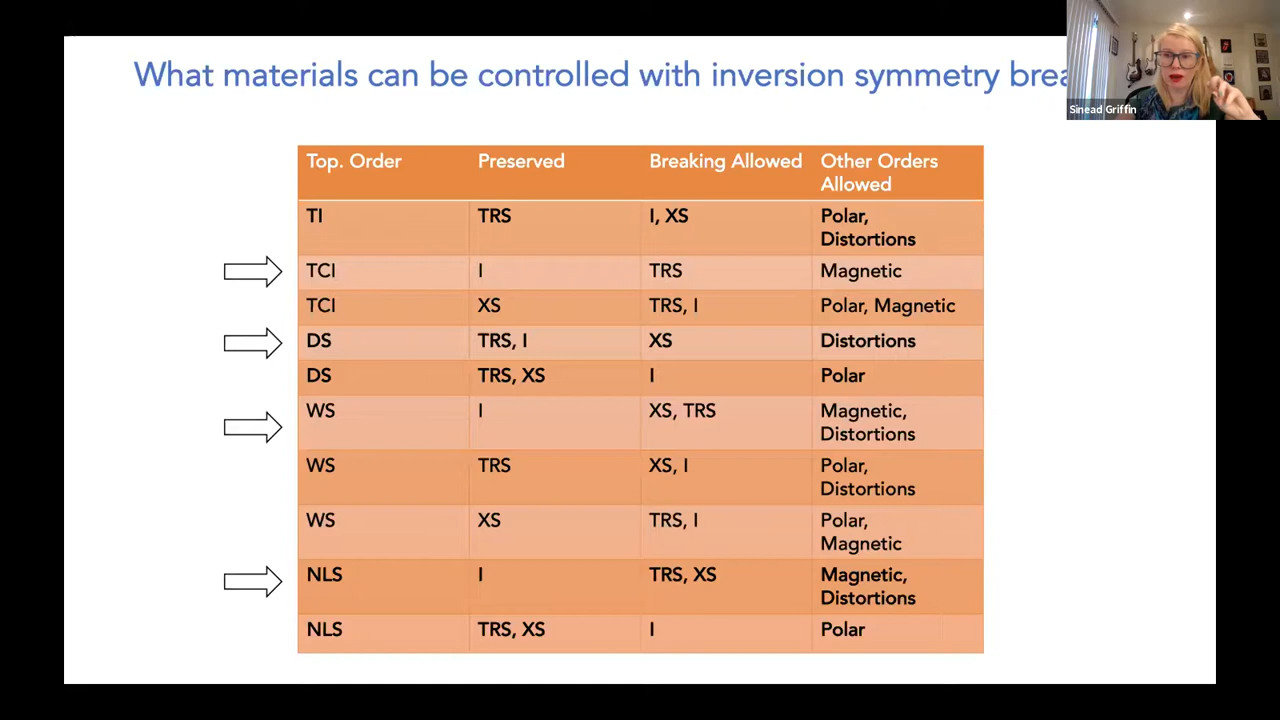 What materials can be controlled with inversion symmetry brea
Sinead Griffin
Top. Order Preserved Breaking Allowed Other Orders
Allowed
TI TRS I, XS Polar,
Distortions
TCI I TRS Magnetic
TCI XS TRS, I Polar, Magnetic
DS TRS, I XS Distortions
DS TRS, XS I Polar
WS I XS, TRS Magnetic,
Distortions
WS TRS XS, I Polar,
Distortions
WS XS TRS, I Polar,
Magnetic
NLS I TRS, XS Magnetic,
Distortions
NLS TRS, XS I Polar